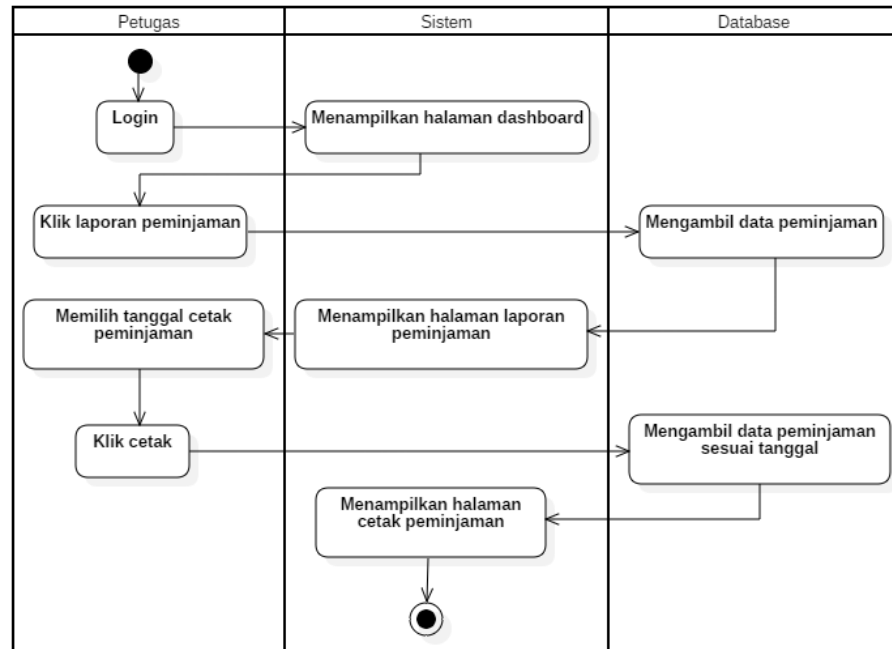 Petugas
Sistem
Database
Login
Menampilkan halaman dashboard
Klik laporan peminjaman
Mengambil data peminjaman
Memilih tanggal cetak
peminjaman
Menampilkan halaman laporan
peminjaman
Klik cetak
Mengambil data peminjaman
sesuai tanggal
Menampilkan halaman
cetak peminjaman